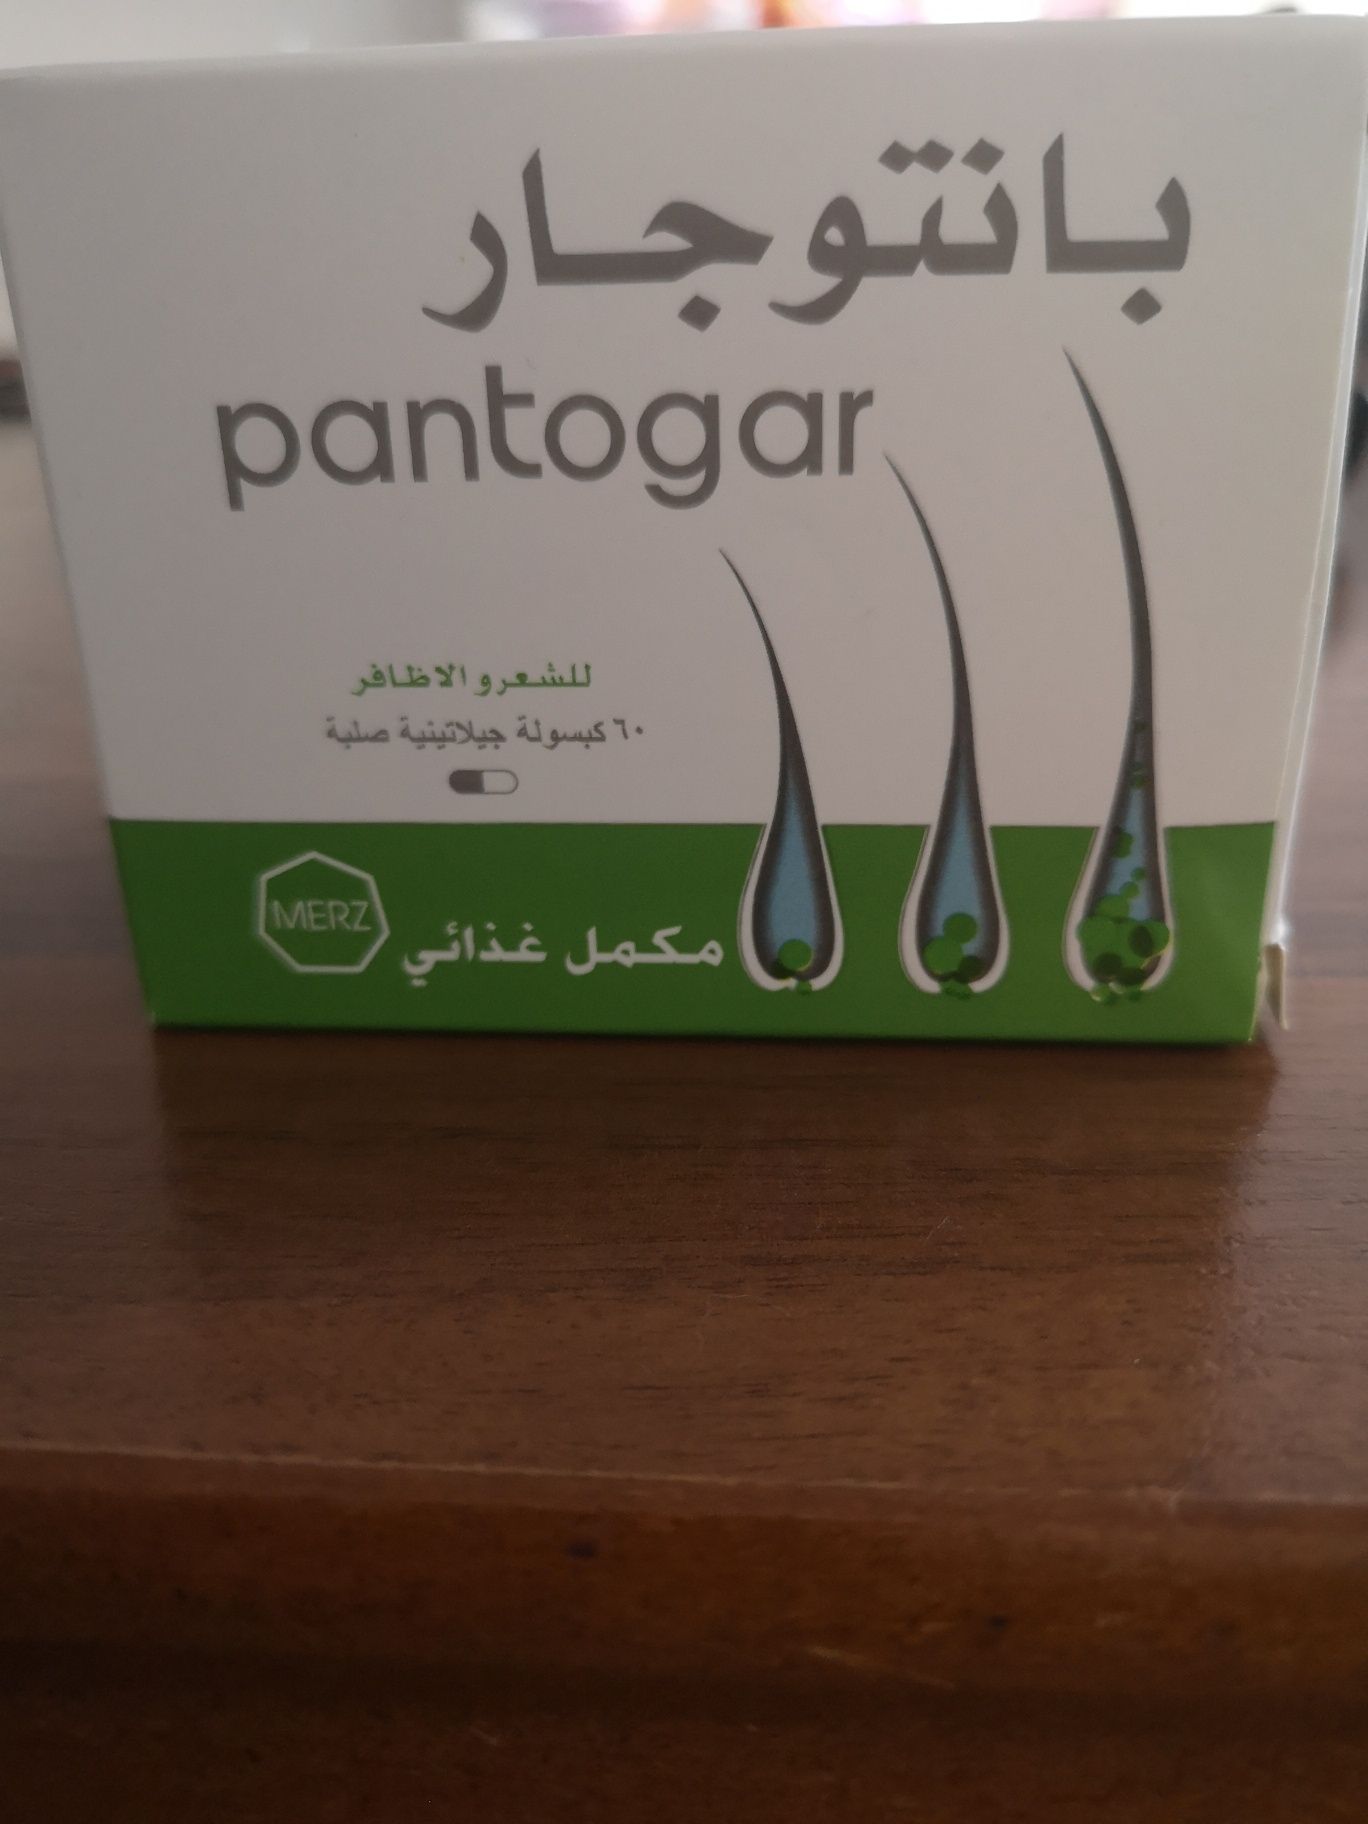 بانتوجار
pantogar
للشعر و الاظافر
٦٠ كبسولة جيلاتينية صلبة
مكمل غذائي
MERZ